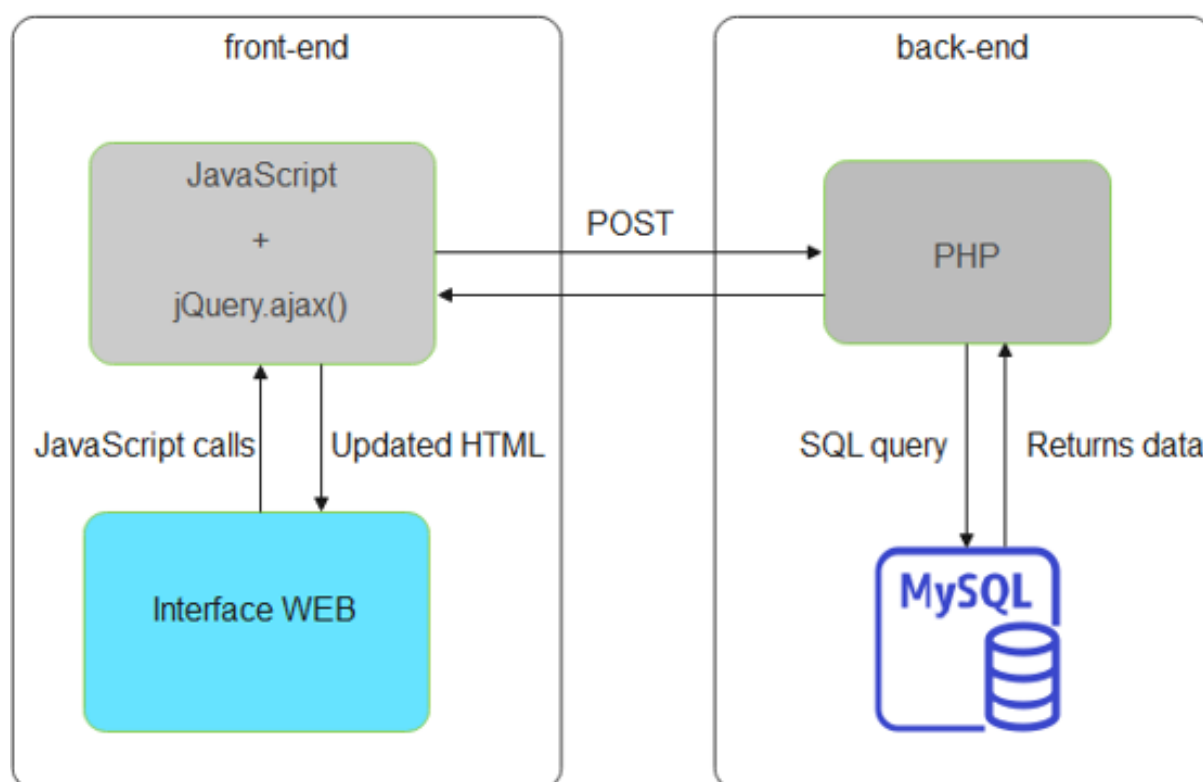 front-end
back-end
JavaScript
+
jQuery.ajax()
POST
PHP
JavaScript calls
Updated HTML
SQL query
Returns data
Interface WEB
MySQL